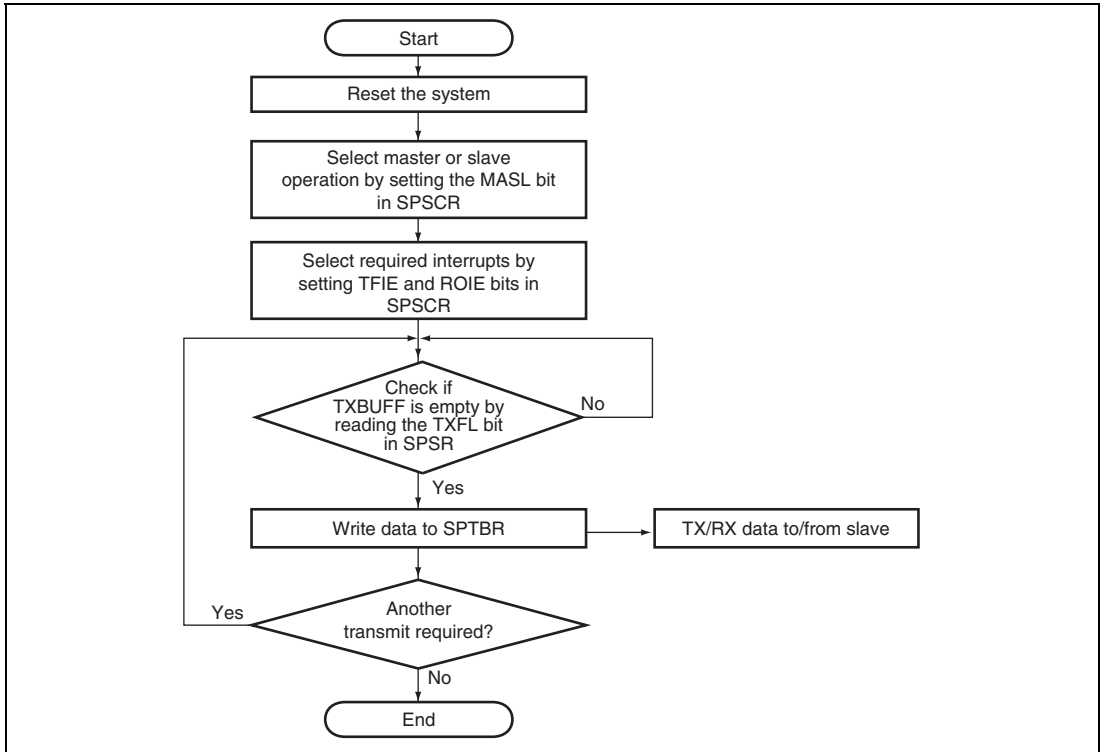 Start
Reset the system
Select master or slave
operation by setting the MASL bit
in SPSCR
Select required interrupts by
setting TFIE and ROIE bits in
SPSCR
Check if
TXBUFF is empty by
reading the TXFL bit
in SPSR
No
Yes
Write data to SPTBR
TX/RX data to/from slave
Another
transmit required?
Yes
No
End